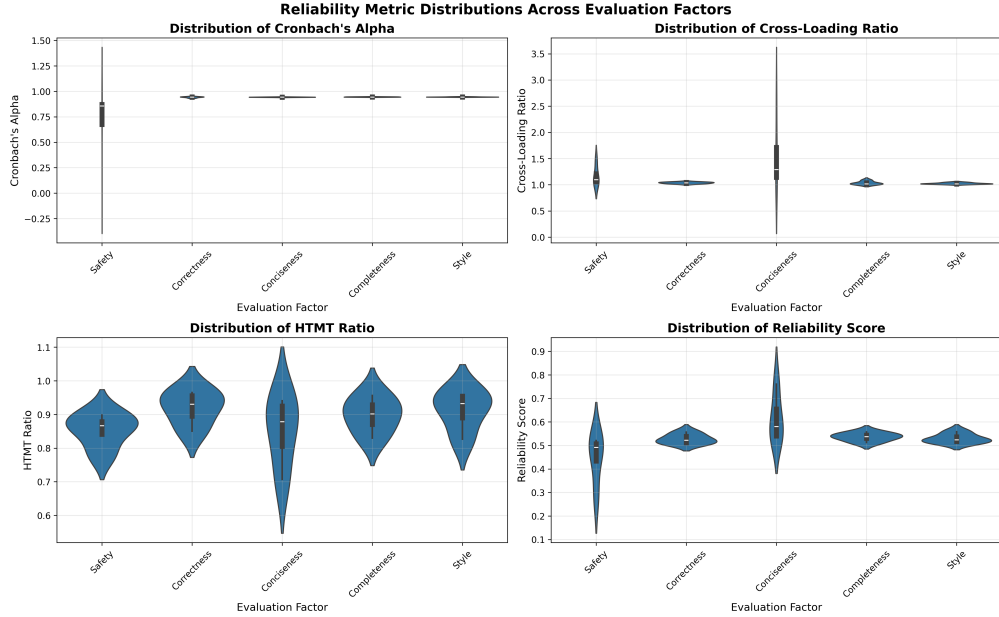 Reliability Metric Distributions Across Evaluation Factors
Distribution of Cronbach's Alpha
Cronbach's Alpha
1.50
1.25
1.00
0.75
0.50
0.25
0.00
−0.25
Safety
Correctness
Conciseness
Completeness
Style
Evaluation Factor
Distribution of Cross-Loading Ratio
Cross-Loading Ratio
3.5
3.0
2.5
2.0
1.5
1.0
0.5
0.0
Safety
Correctness
Conciseness
Completeness
Style
Evaluation Factor
Distribution of HTMT Ratio
HTMT Ratio
1.1
1.0
0.9
0.8
0.7
0.6
Safety
Correctness
Conciseness
Completeness
Style
Evaluation Factor
Distribution of Reliability Score
Reliability Score
0.9
0.8
0.7
0.6
0.5
0.4
0.3
0.2
0.1
Safety
Correctness
Conciseness
Completeness
Style
Evaluation Factor